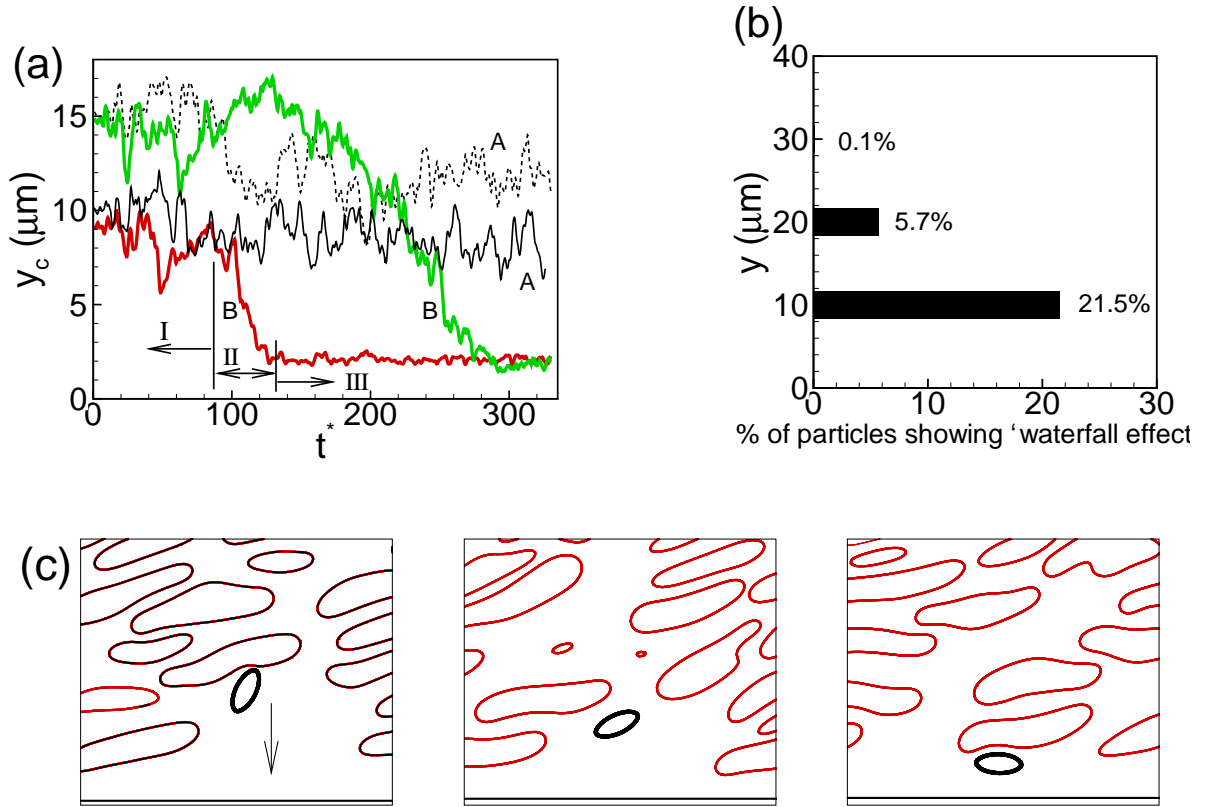 (a)
15
10
5
0
y_c (μm)
A
A
B
B
I
II
III
0
100
200
300
t*
(b)
40
30
20
10
0
y (μm)
0.1%
5.7%
21.5%
0
10
20
30
% of particles showing ‘waterfall effect
(c)